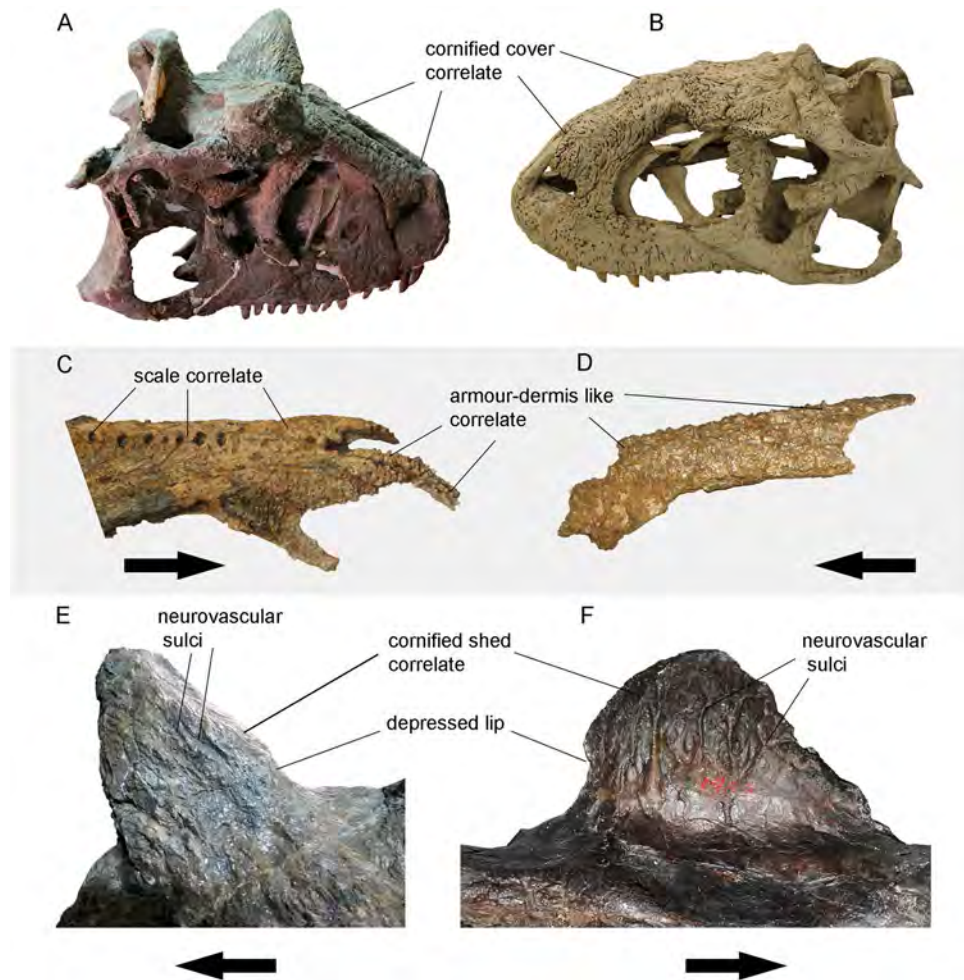 A
cornified cover
correlate
B
C
scale correlate
armour-dermis like
correlate
D
E
neurovascular
sulci
cornified shed
correlate
depressed lip
F
neurovascular
sulci